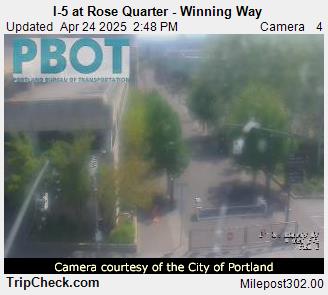 I-5 at Rose Quarter - Winning Way
Updated Apr 24 2025 2:48 PM Camera 4
PBOT
PORTLAND BUREAU OF TRANSPORTATION
Camera courtesy of the City of Portland
TripCheck.com Milepost302.00